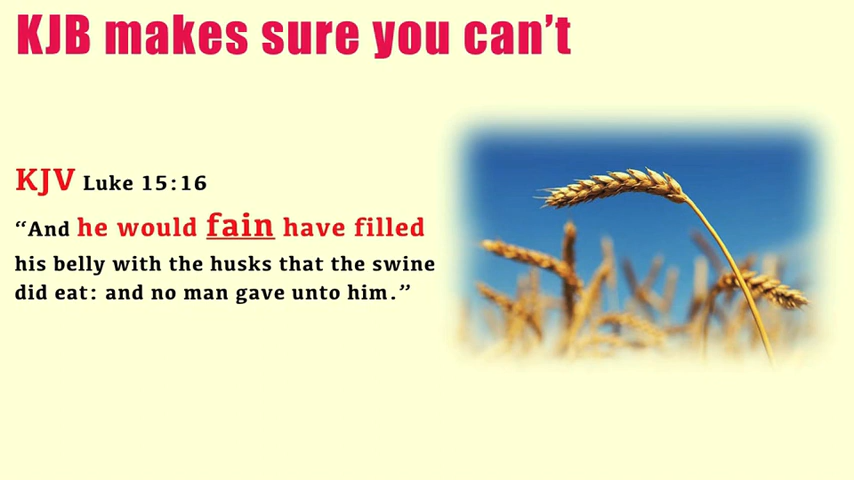 KJB makes sure you can't
KJV Luke 15:16
“And he would fain have filled
his belly with the husks that the swine
did eat: and no man gave unto him.”